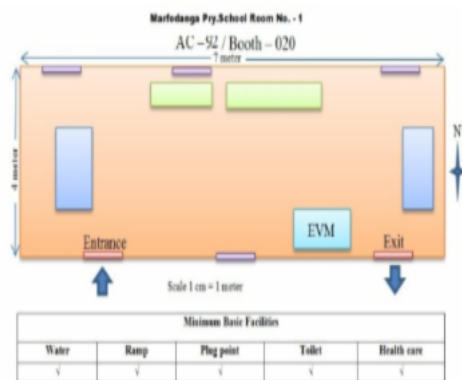 Marfodanga Pry.School Room No. - 1
AC -92 / Booth - 020
7 meter
4 meter
N
EVM
Entrance
Exit
Scale 1 cm = 1 meter
Minimum Basic Facilities
Water Ramp Plug point Toilet Health care
√ √ √ √ √